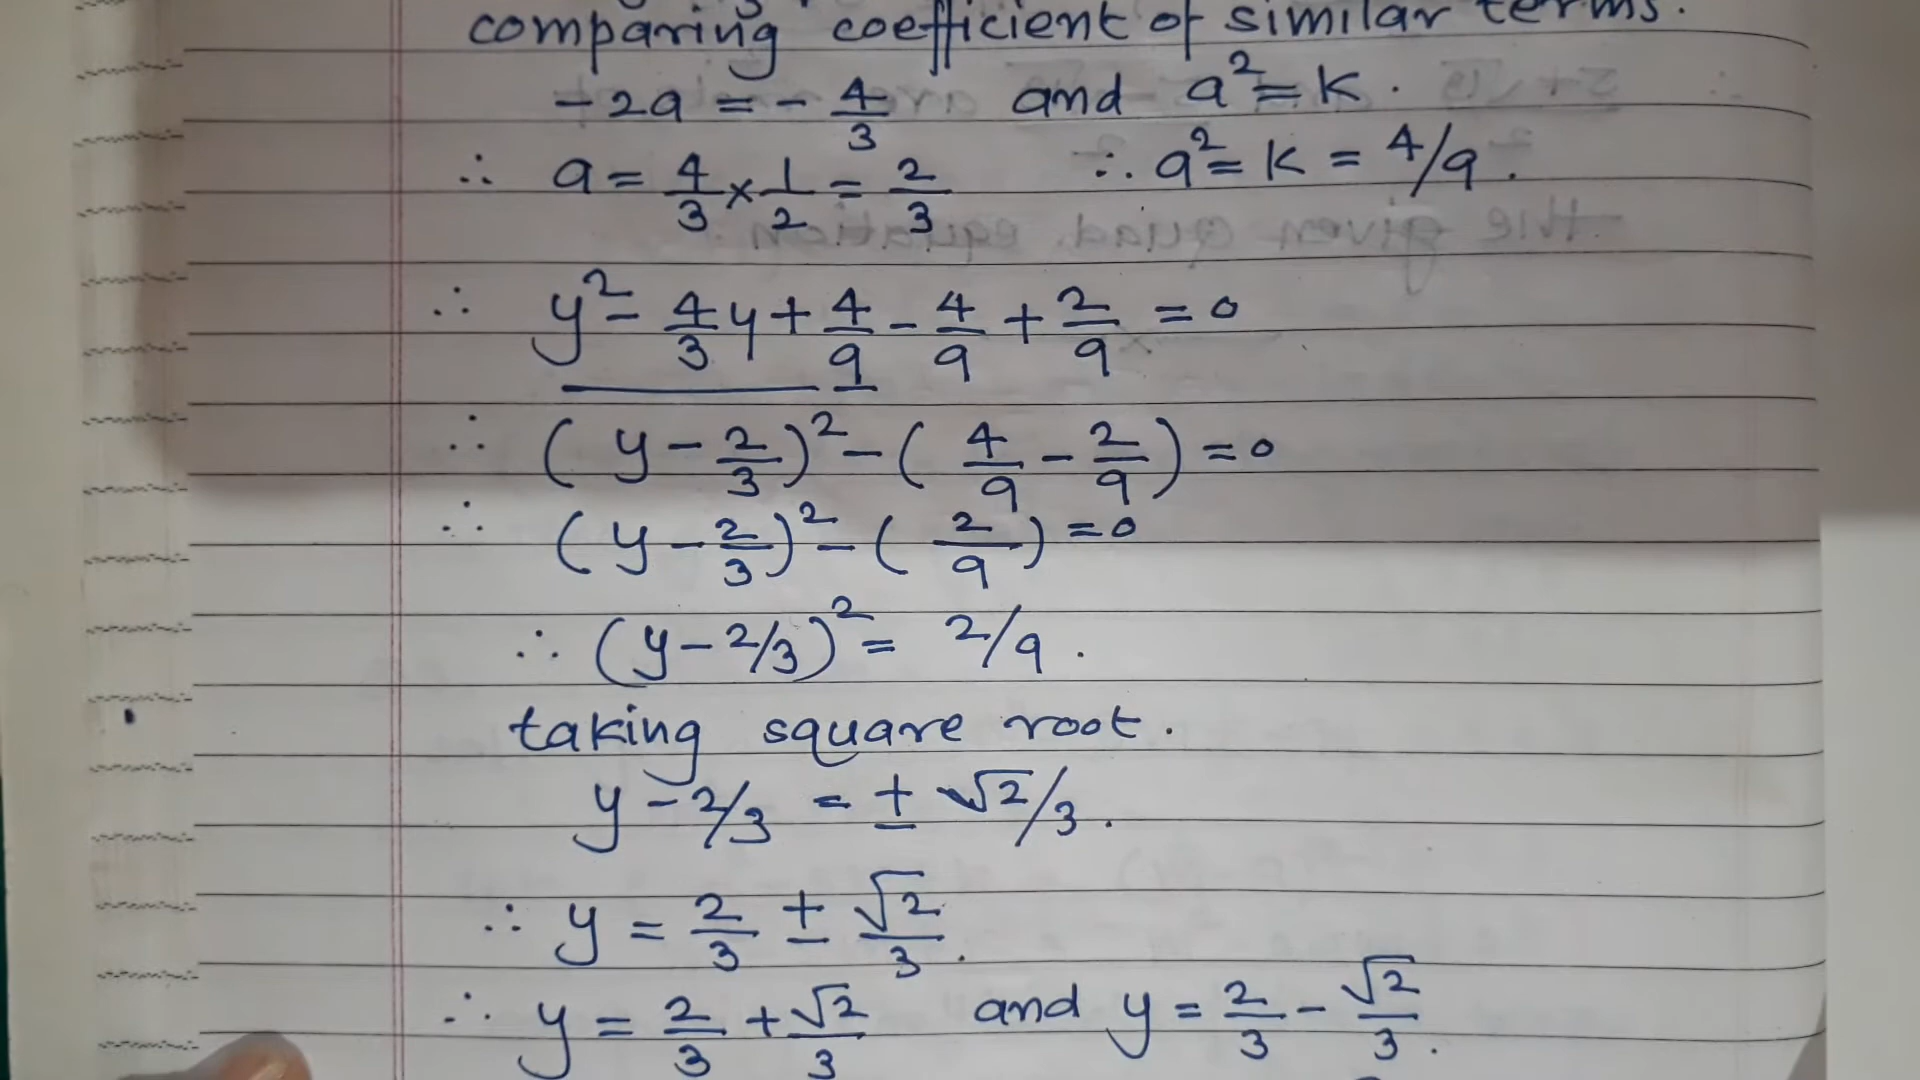 comparing coefficient of similar terms.
-2a = -4/3 and a² = k.
∴ a = 4/3 × 1/2 = 2/3 ∴ a² = k = 4/9.
∴ y² - 4/3 y + 4/9 - 4/9 + 2/9 = 0
∴ (y - 2/3)² - (4/9 - 2/9) = 0
∴ (y - 2/3)² - (2/9) = 0
∴ (y - 2/3)² = 2/9.
taking square root.
y - 2/3 = ± √2/3.
∴ y = 2/3 ± √2/3.
∴ y = 2/3 + √2/3 and y = 2/3 - √2/3.